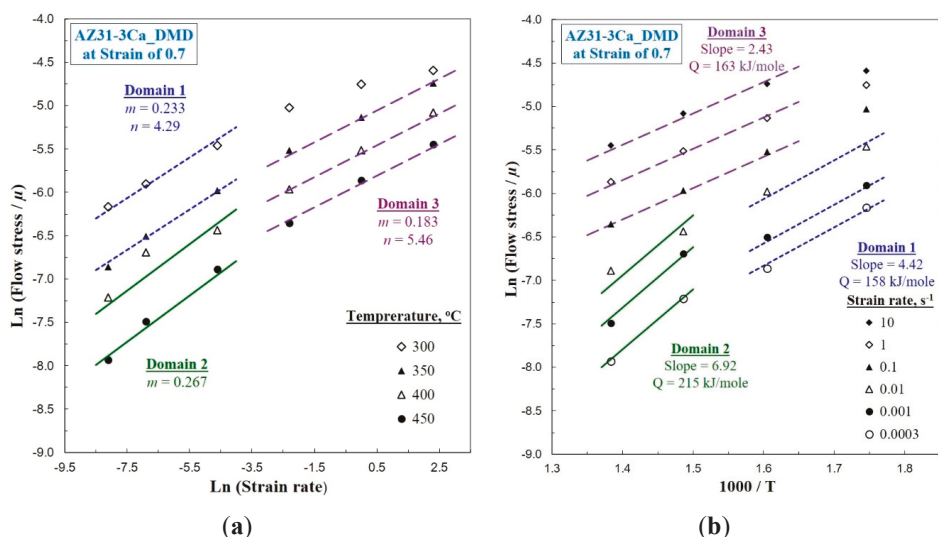 AZ31-3Ca_DMD
at Strain of 0.7
Domain 1
m = 0.233
n = 4.29
Domain 3
m = 0.183
n = 5.46
Domain 2
m = 0.267
Temprerature, °C
300
350
400
450
-4.0
-4.5
-5.0
-5.5
-6.0
-6.5
-7.0
-7.5
-8.0
-8.5
-9.0
Ln (Flow stress / μ)
-9.5 -7.5 -5.5 -3.5 -1.5 0.5 2.5
Ln (Strain rate)
(a)
AZ31-3Ca_DMD
at Strain of 0.7
Domain 3
Slope = 2.43
Q = 163 kJ/mole
Domain 1
Slope = 4.42
Q = 158 kJ/mole
Domain 2
Slope = 6.92
Q = 215 kJ/mole
Strain rate, s-1
10
1
0.1
0.01
0.001
0.0003
-4.0
-4.5
-5.0
-5.5
-6.0
-6.5
-7.0
-7.5
-8.0
-8.5
-9.0
Ln (Flow stress / μ)
1.3 1.4 1.5 1.6 1.7 1.8
1000 / T
(b)